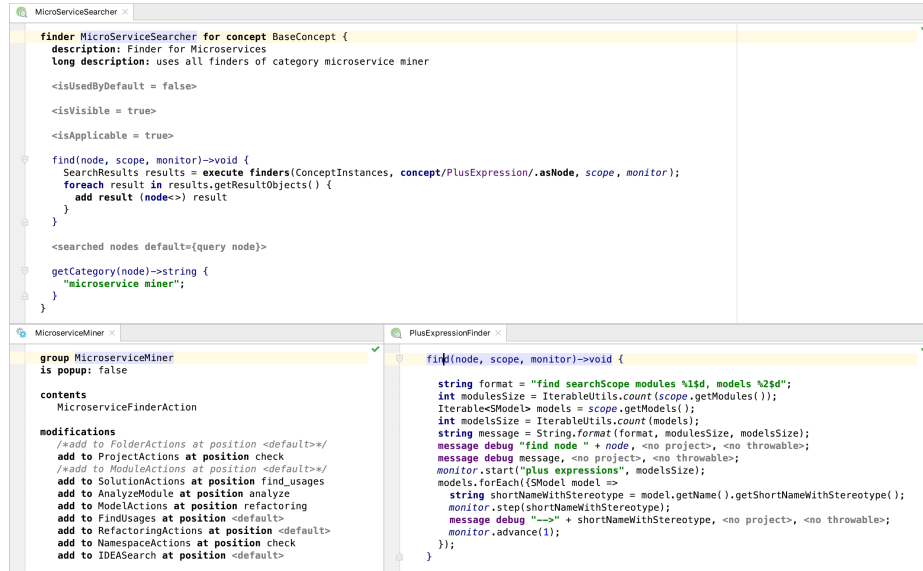 MicroServiceSearcher
finder MicroServiceSearcher for concept BaseConcept {
description: Finder for Microservices
long description: uses all finders of category microservice miner
<isUsedByDefault = false>
<isVisible = true>
<isApplicable = true>
find(node, scope, monitor)->void {
SearchResults results = execute finders(ConceptInstances, concept/PlusExpression/.asNode, scope, monitor);
foreach result in results.getResultObjects() {
add result (node<>) result
}
}
<searched nodes default={query node}>
getCategory(node)->string {
"microservice miner";
}
}
MicroserviceMiner
group MicroserviceMiner
is popup: false
contents
MicroserviceFinderAction
modifications
/*add to FolderActions at position <default>*/
add to ProjectActions at position check
/*add to ModuleActions at position <default>*/
add to SolutionActions at position find_usages
add to AnalyzeModule at position analyze
add to ModelActions at position refactoring
add to FindUsages at position <default>
add to RefactoringActions at position <default>
add to NamespaceActions at position check
add to IDEASearch at position <default>
PlusExpressionFinder
find(node, scope, monitor)->void {
string format = "find searchScope modules %1$d, models %2$d";
int modulesSize = IterableUtils.count(scope.getModules());
Iterable<SModel> models = scope.getModels();
int modelsSize = IterableUtils.count(models);
string message = String.format(format, modulesSize, modelsSize);
message debug "find node " + node, <no project>, <no throwable>;
message debug message, <no project>, <no throwable>;
monitor.start("plus expressions", modelsSize);
models.forEach({SModel model =>
string shortNameWithStereotype = model.getName().getShortNameWithStereotype();
monitor.step(shortNameWithStereotype);
message debug "-->" + shortNameWithStereotype, <no project>, <no throwable>;
monitor.advance(1);
});
}